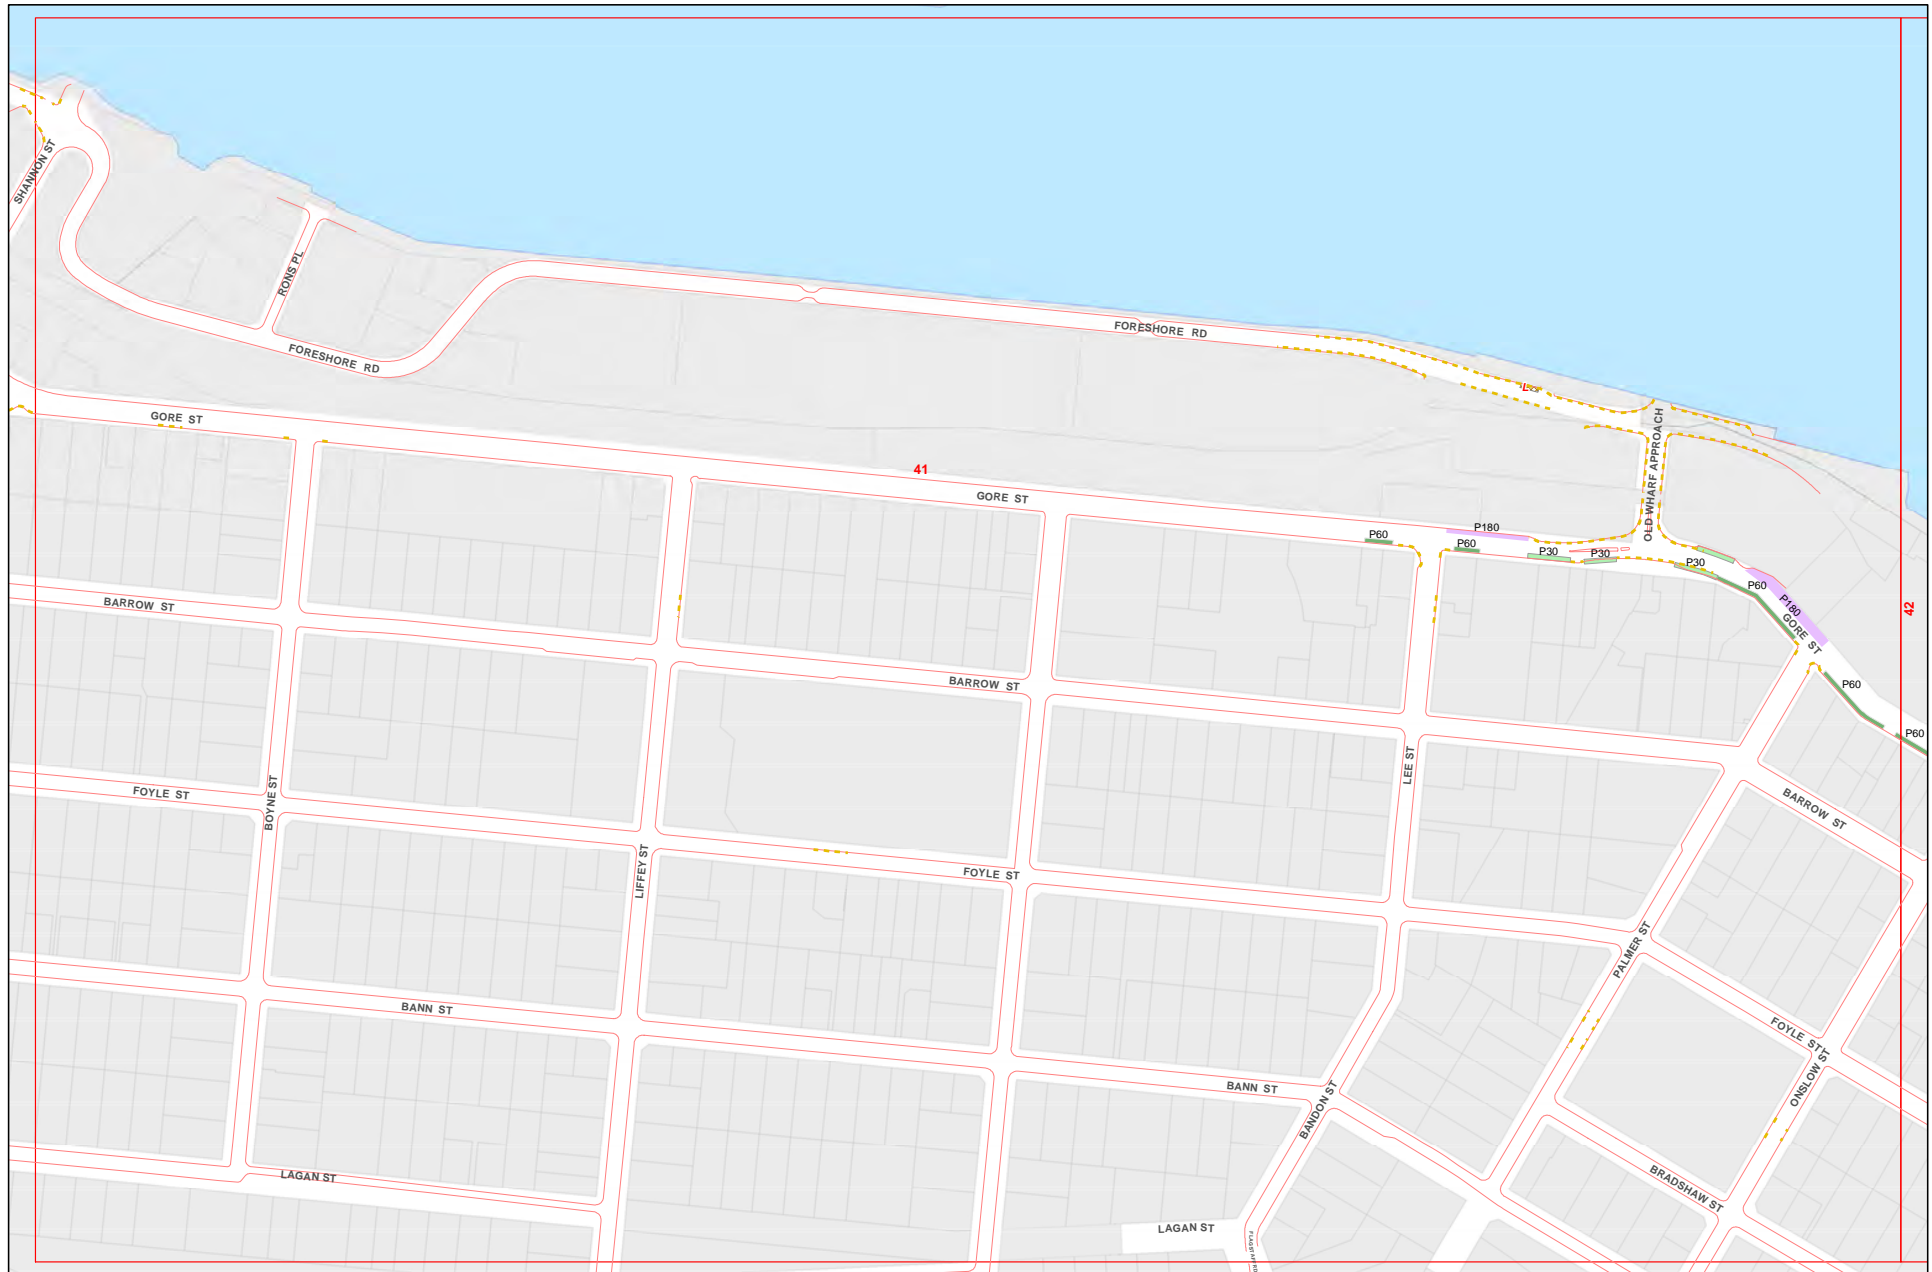 SHANNON ST
RONS PL
FORESHORE RD
FORESHORE RD
L
GORE ST
41
GORE ST
OLD WHARF APPROACH
P180
P60
P60
P30
P30
P30
P60
P180
GORE ST
42
P60
P60
BARROW ST
BARROW ST
LEE ST
BARROW ST
FOYLE ST
BOYNE ST
LIFFEY ST
FOYLE ST
PALMER ST
BANN ST
FOYLE ST
ONSLOW ST
BANN ST
BANDON ST
LAGAN ST
BRADSHAW ST
LAGAN ST
FLAGSTAFF RD